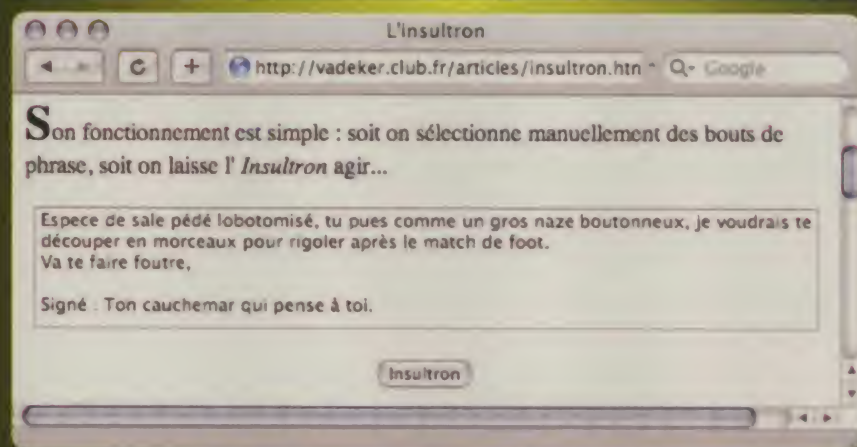 L'insultron
http://vadeker.club.fr/articles/insultron.htn
Google
Son fonctionnement est simple : soit on sélectionne manuellement des bouts de
phrase, soit on laisse l' Insultron agir...
Espece de sale pédé lobotomisé, tu pues comme un gros naze boutonneux, je voudrais te
découper en morceaux pour rigoler après le match de foot.
Va te faire foutre,
Signé : Ton cauchemar qui pense à toi.
Insultron